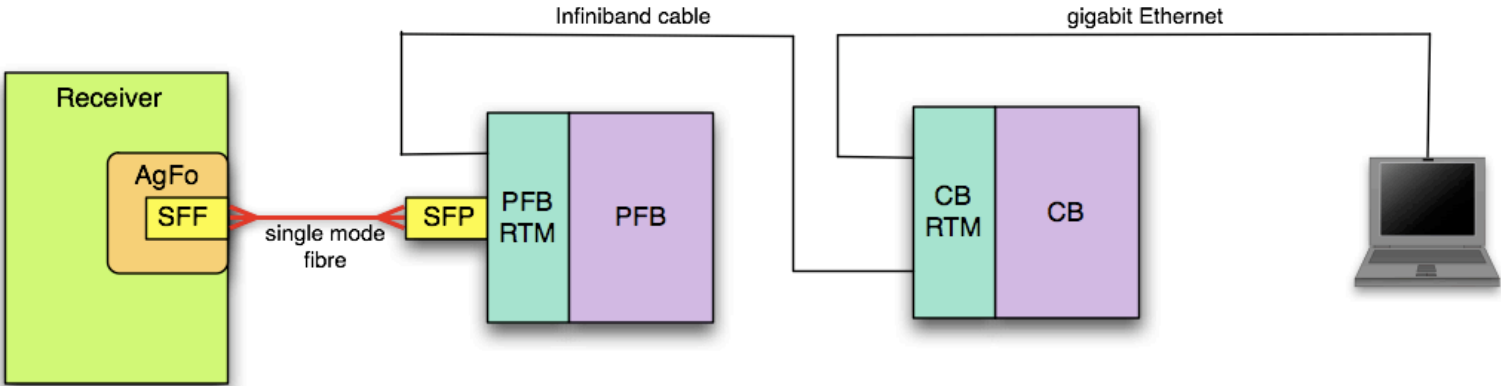 Infiniband cable
gigabit Ethernet
Receiver
AgFo
SFF
single mode
fibre
SFP
PFB
RTM
PFB
CB
RTM
CB